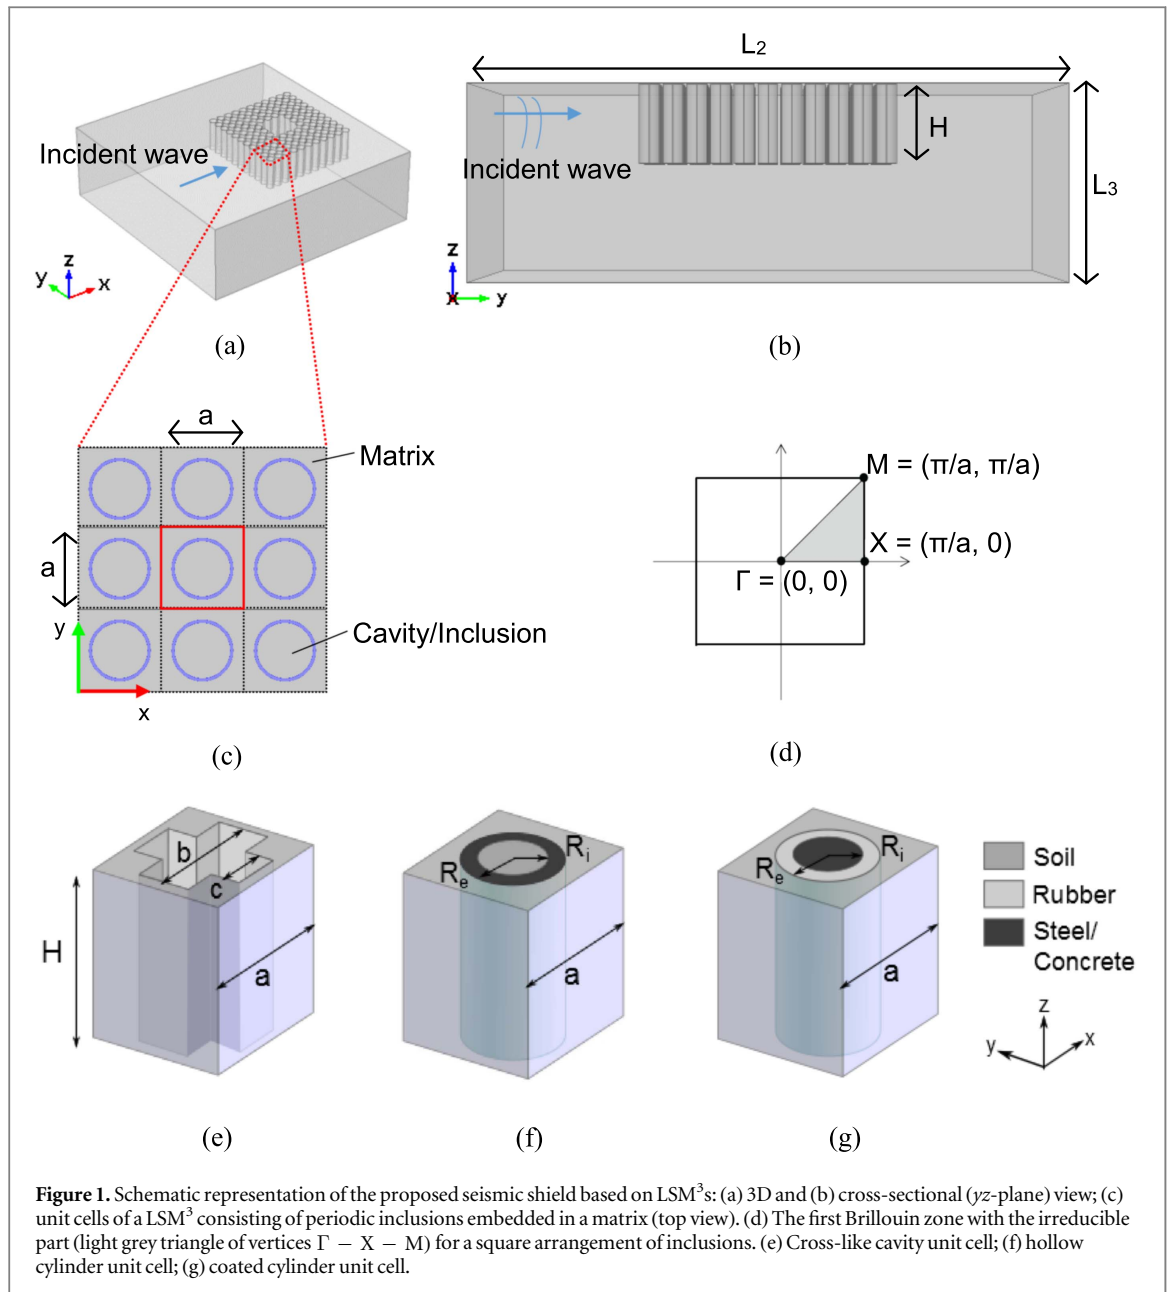 Incident wave
y
z
x
(a)
L2
H
L3
Incident wave
z
x
y
(b)
a
Matrix
a
y
Cavity/Inclusion
x
(c)
M = (π/a, π/a)
X = (π/a, 0)
Γ = (0, 0)
(d)
b
c
H
a
(e)
Ri
Re
a
(f)
Ri
Re
a
(g)
Soil
Rubber
Steel/
Concrete
z
y
x
Figure 1. Schematic representation of the proposed seismic shield based on LSM³s: (a) 3D and (b) cross-sectional (yz-plane) view; (c)
unit cells of a LSM³ consisting of periodic inclusions embedded in a matrix (top view). (d) The first Brillouin zone with the irreducible
part (light grey triangle of vertices Γ − X − M) for a square arrangement of inclusions. (e) Cross-like cavity unit cell; (f) hollow
cylinder unit cell; (g) coated cylinder unit cell.